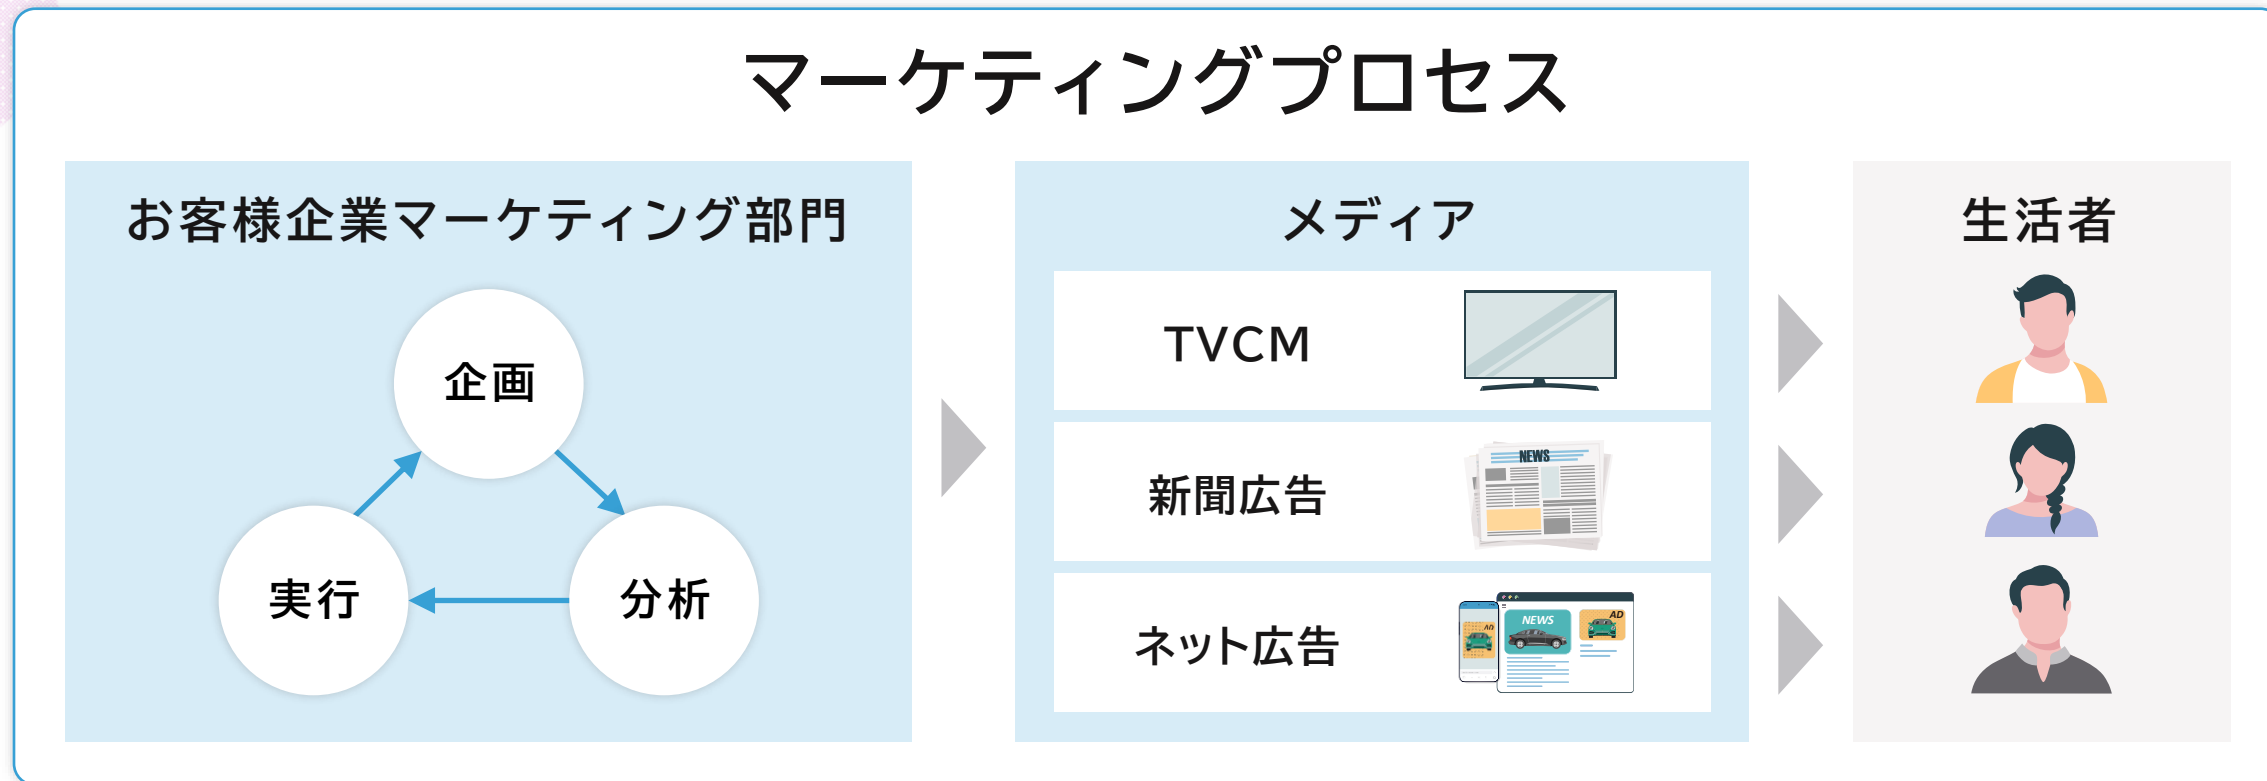 マーケティングプロセス
お客様企業マーケティング部門
企画
実行
分析
メディア
TVCM
新聞広告
NEWS
ネット広告
AD
NEWS
AD
生活者